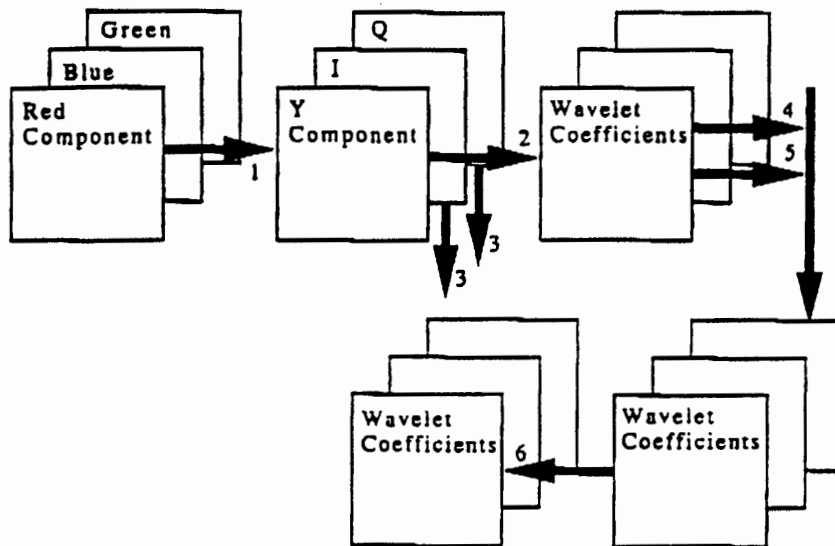 Green
Blue
Red
Component
1
Q
I
Y
Component
2
3
3
Wavelet
Coefficients
4
5
Wavelet
Coefficients
6
Wavelet
Coefficients